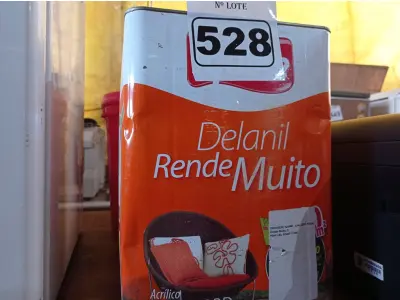 Nº LOTE
528
Delanil
Rende Muito
Acrílico